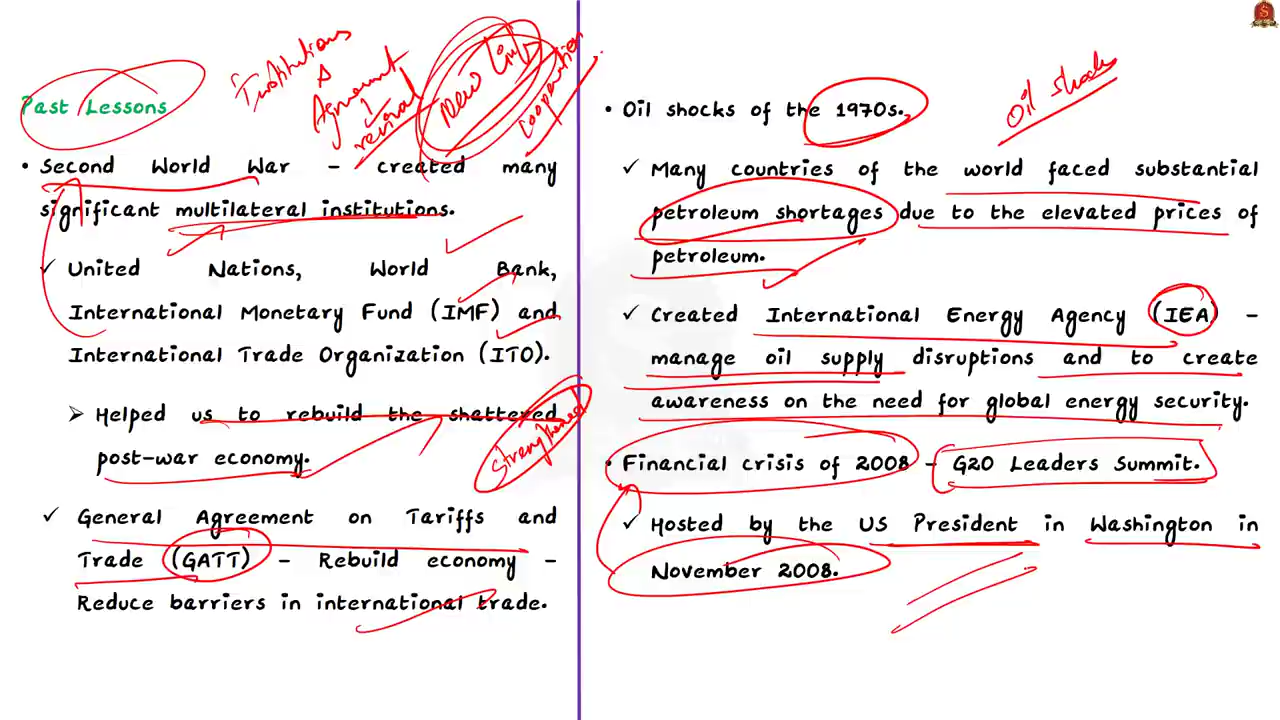 Institutions
&
Agreement
↓
revival
New Link
cooperation
Past Lessons
• Second World War – created many
significant multilateral institutions.
✓ United Nations, World Bank,
International Monetary Fund (IMF) and
International Trade Organization (ITO).
➢ Helped us to rebuild the shattered
post-war economy.
strengthened
✓ General Agreement on Tariffs and
Trade (GATT) – Rebuild economy –
Reduce barriers in international trade.
• Oil shocks of the 1970s.
Oil shocks
✓ Many countries of the world faced substantial
petroleum shortages due to the elevated prices of
petroleum.
✓ Created International Energy Agency (IEA) –
manage oil supply disruptions and to create
awareness on the need for global energy security.
• Financial crisis of 2008 – G20 Leaders Summit.
✓ Hosted by the US President in Washington in
November 2008.